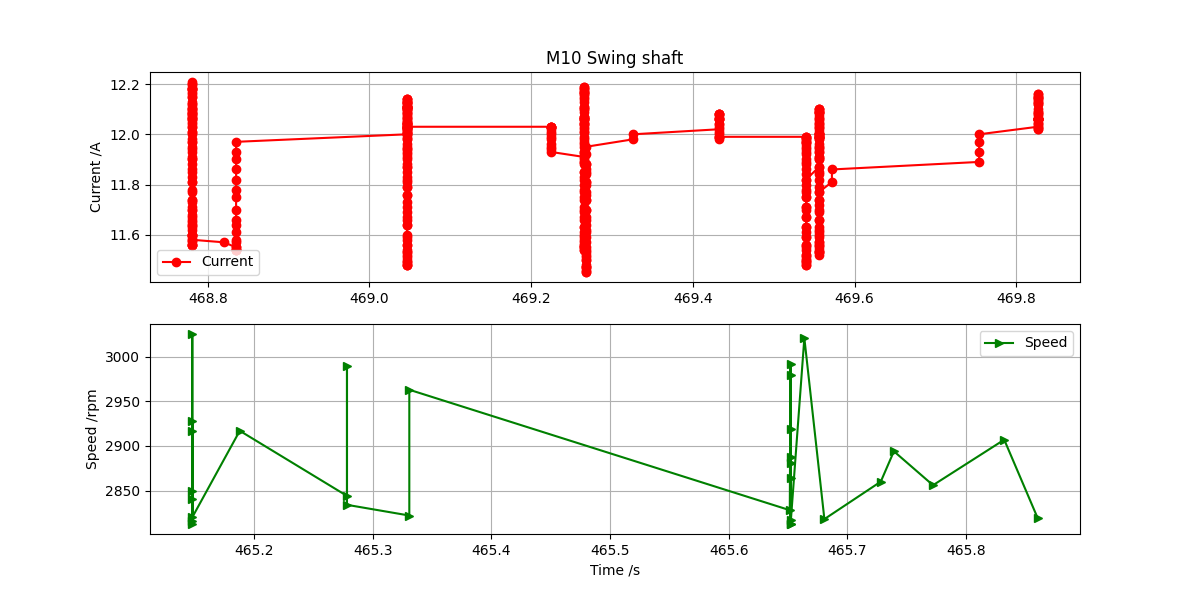 M10 Swing shaft
Current /A
12.2
12.0
11.8
11.6
Current
468.8 469.0 469.2 469.4 469.6 469.8
Speed /rpm
3000
2950
2900
2850
Speed
465.2 465.3 465.4 465.5 465.6 465.7 465.8
Time /s